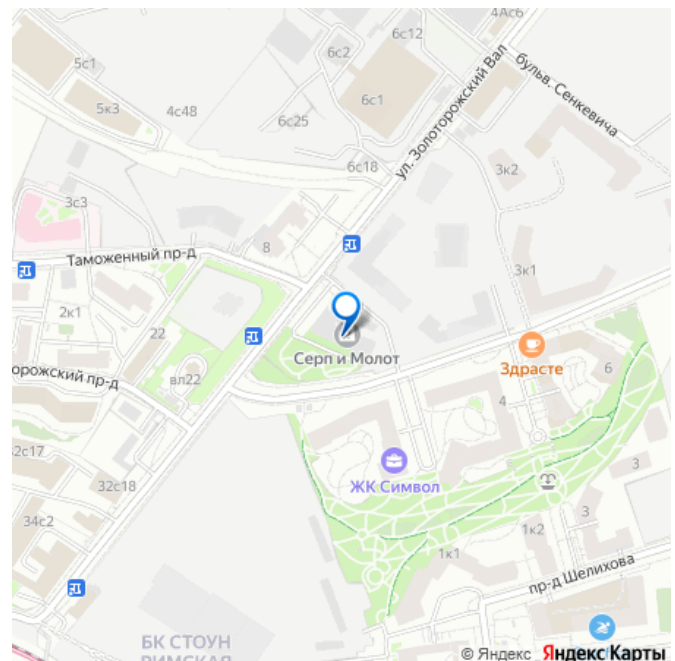 4Ас6
6с12
6с2
5с1
бульв. Сенкевича
5к3
4с48
6с1
6с25
ул. Золоторожский Вал
6с18
3к2
3с3
8
Таможенный пр-д
3к1
2к1
22
Серп и Молот
Здрасте
6
орожский пр-д
вл22
4
32с17
ЖК Символ
3
32с18
3
34с2
1к2
1к1
пр-д Шелихова
БК СТОУН
РИМСКАЯ
© Яндекс Яндекс Карты